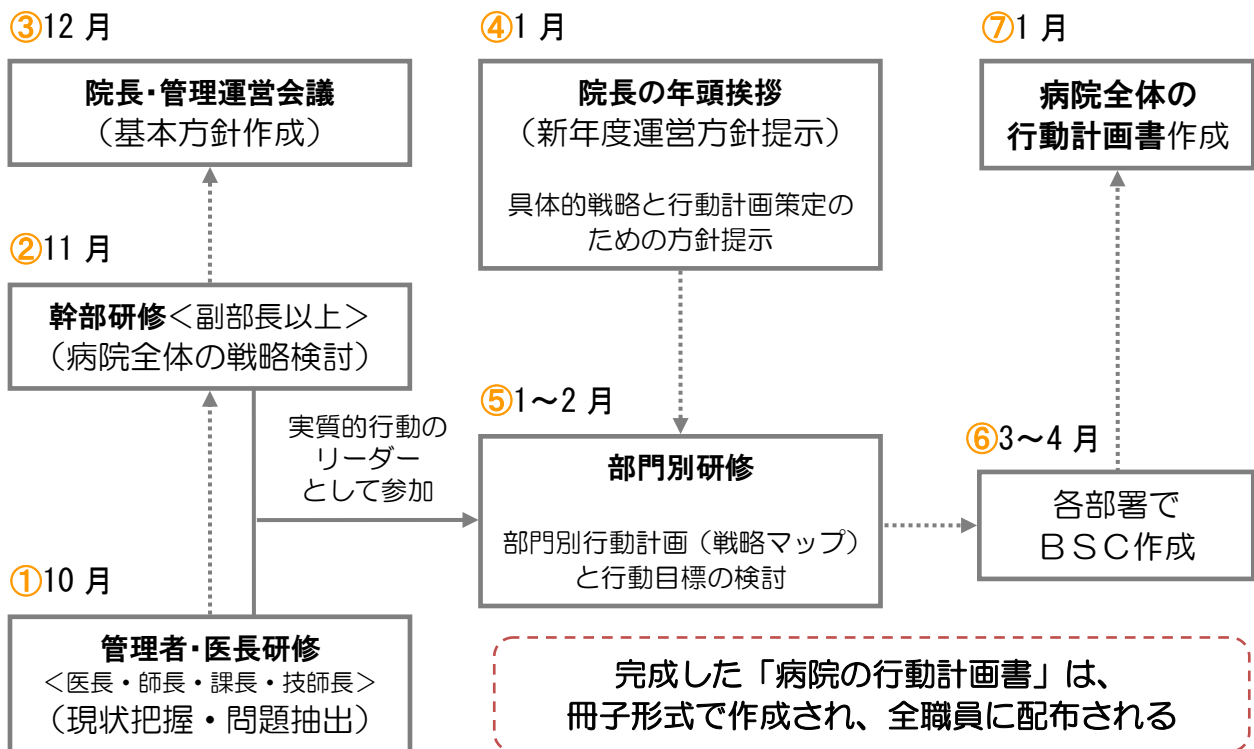 ③12 月
院長・管理運営会議
（基本方針作成）
②11 月
幹部研修＜副部長以上＞
（病院全体の戦略検討）
①10 月
管理者・医長研修
＜医長・師長・課長・技師長＞
（現状把握・問題抽出）
実質的行動の
リーダー
として参加
④1 月
院長の年頭挨拶
（新年度運営方針提示）
具体的戦略と行動計画策定の
ための方針提示
⑤1～2 月
部門別研修
部門別行動計画（戦略マップ）
と行動目標の検討
⑦1 月
病院全体の
行動計画書作成
⑥3～4 月
各部署で
ＢＳＣ作成
完成した「病院の行動計画書」は、
冊子形式で作成され、全職員に配布される